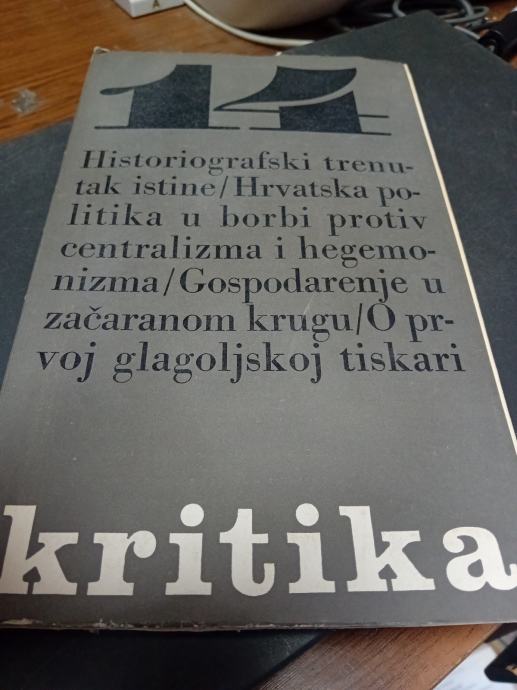 14
Historiografski trenu-
tak istine/Hrvatska po-
litika u borbi protiv
centralizma i hegemo-
nizma/Gospodarenje u
začaranom krugu/O pr-
voj glagoljskoj tiskari
kritika